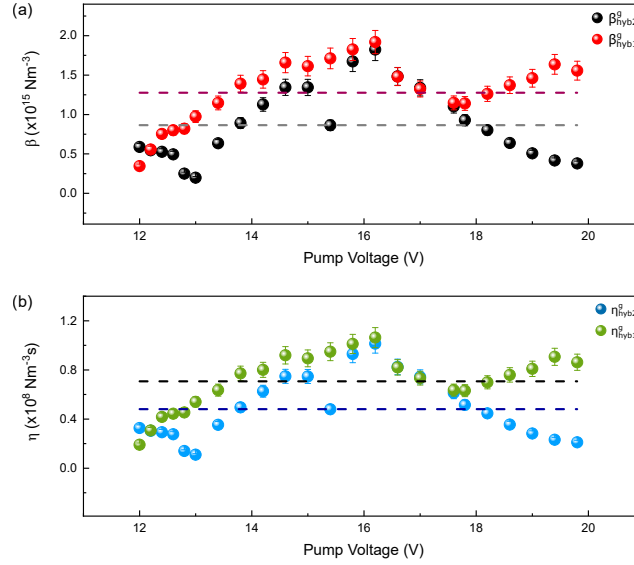 (a)
β^g_hyb2
β^g_hyb1
2.0
1.5
1.0
0.5
0.0
β (x10^15 Nm^-3)
12 14 16 18 20
Pump Voltage (V)
(b)
η^g_hyb2
η^g_hyb1
1.2
0.8
0.4
0.0
η (x10^8 Nm^-3s)
12 14 16 18 20
Pump Voltage (V)